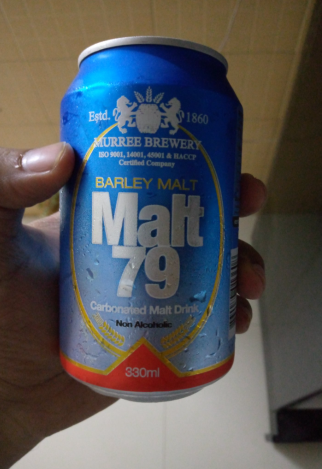 Estd. 1860
MURREE BREWERY
ISO 9001, 14001, 45001 & HACCP
Certified Company
BARLEY MALT
Malt
79
Carbonated Malt Drink
Non Alcoholic
330ml